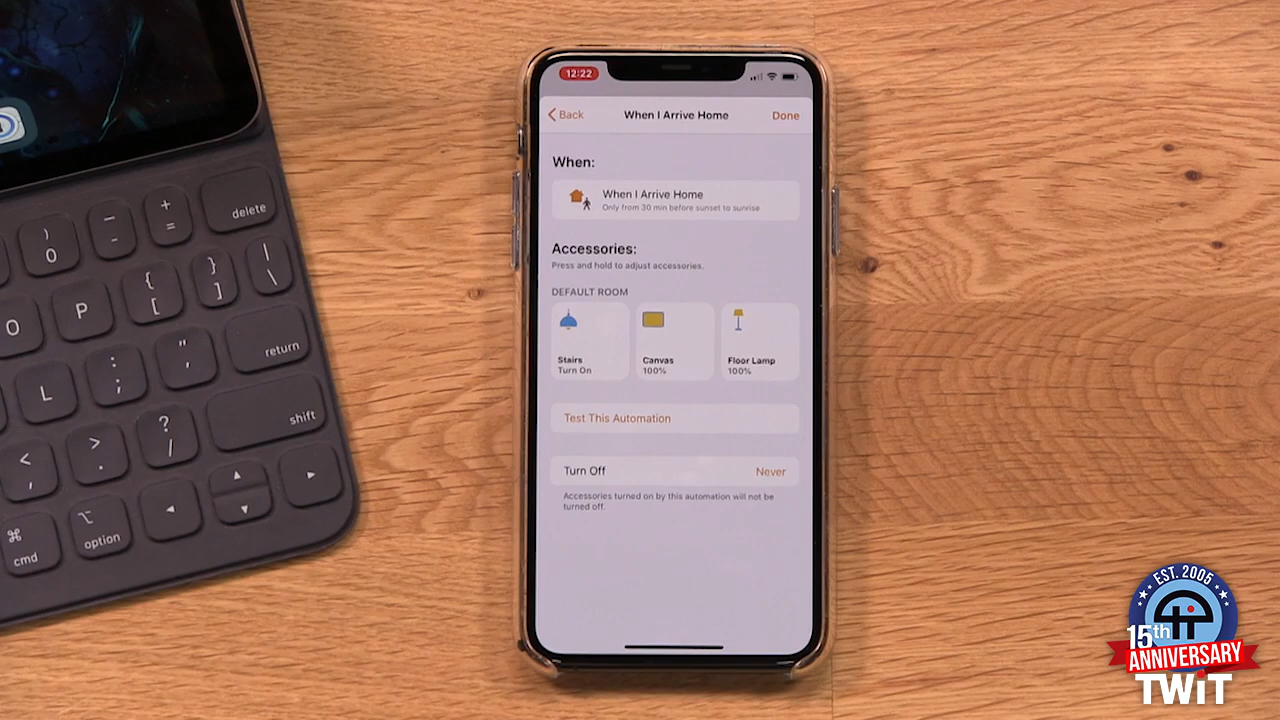 12:22
Back
When I Arrive Home
Done
When:
When I Arrive Home
Only from 30 min before sunset to sunrise
Accessories:
Press and hold to adjust accessories.
DEFAULT ROOM
Stairs
Turn On
Canvas
100%
Floor Lamp
100%
Test This Automation
Turn Off
Never
Accessories turned on by this automation will not be
turned off.
) 0
_ -
+ =
delete
O
P
{ [
} ]
| \
L
: ;
" '
return
< ,
> .
? /
shift
⌘ cmd
⌥ option
◄
▲
▼
►
EST. 2005
15th
ANNIVERSARY
TWiT